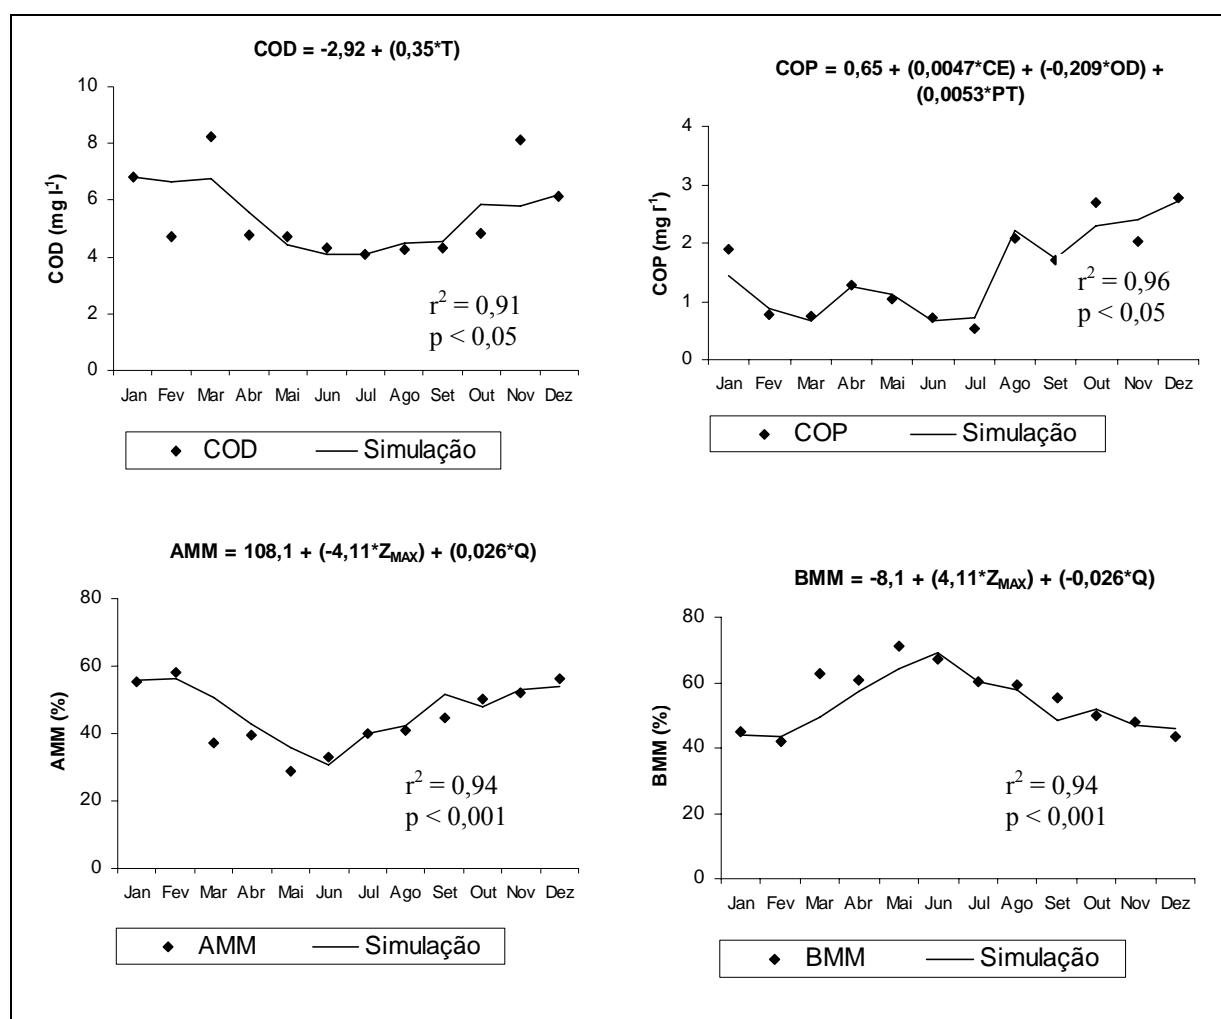 COD = -2,92 + (0,35*T)
10
8
6
4
2
0
COD (mg l-¹)
r² = 0,91
p < 0,05
Jan Fev Mar Abr Mai Jun Jul Ago Set Out Nov Dez
COD Simulação
COP = 0,65 + (0,0047*CE) + (-0,209*OD) +
(0,0053*PT)
4
3
2
1
0
COP (mg l-¹)
r² = 0,96
p < 0,05
Jan Fev Mar Abr Mai Jun Jul Ago Set Out Nov Dez
COP Simulação
AMM = 108,1 + (-4,11*ZMAX) + (0,026*Q)
80
60
40
20
0
AMM (%)
r² = 0,94
p < 0,001
Jan Fev Mar Abr Mai Jun Jul Ago Set Out Nov Dez
AMM Simulação
BMM = -8,1 + (4,11*ZMAX) + (-0,026*Q)
80
60
40
20
0
BMM (%)
r² = 0,94
p < 0,001
Jan Fev Mar Abr Mai Jun Jul Ago Set Out Nov Dez
BMM Simulação